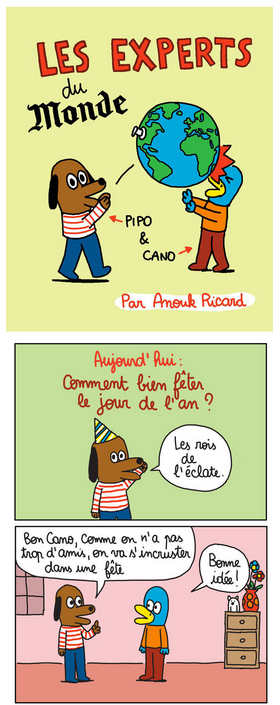 LES EXPERTS
du
Monde
PIPO
&
CANO
Par Anouk Ricard
Aujourd'hui :
Comment bien fêter
le jour de l'an ?
Les rois
de
l'éclate.
Bon Cano, comme on n'a pas
trop d'amis, on va s'incruster
dans une fête
Bonne
idée !